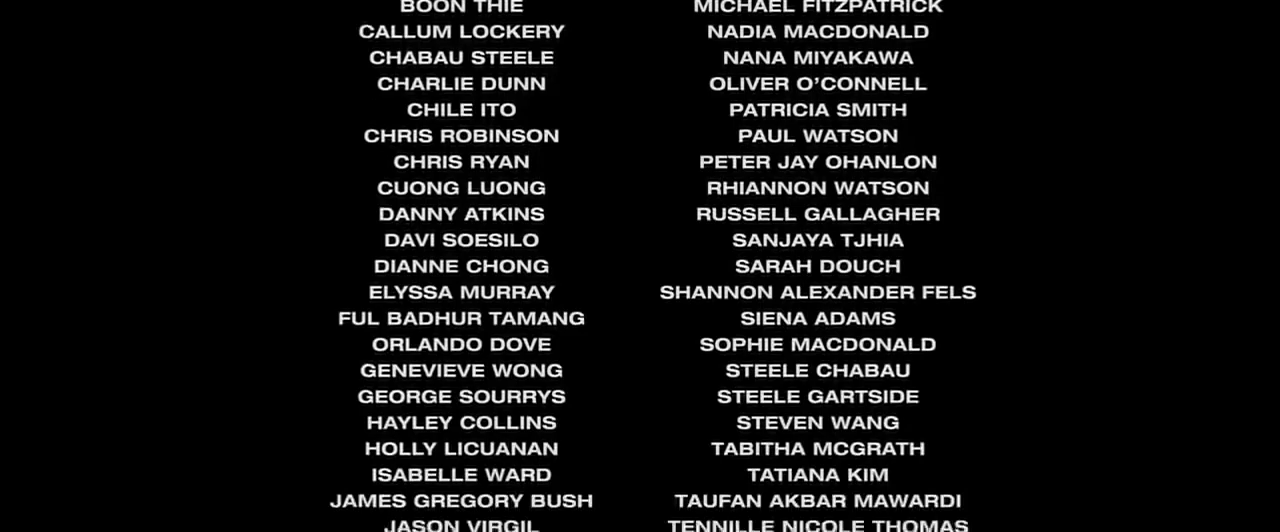 BOON THIE
CALLUM LOCKERY
CHABAU STEELE
CHARLIE DUNN
CHILE ITO
CHRIS ROBINSON
CHRIS RYAN
CUONG LUONG
DANNY ATKINS
DAVI SOESILO
DIANNE CHONG
ELYSSA MURRAY
FUL BADHUR TAMANG
ORLANDO DOVE
GENEVIEVE WONG
GEORGE SOURRYS
HAYLEY COLLINS
HOLLY LICUANAN
ISABELLE WARD
JAMES GREGORY BUSH
JASON VIRGIL
MICHAEL FITZPATRICK
NADIA MACDONALD
NANA MIYAKAWA
OLIVER O’CONNELL
PATRICIA SMITH
PAUL WATSON
PETER JAY OHANLON
RHIANNON WATSON
RUSSELL GALLAGHER
SANJAYA TJHIA
SARAH DOUCH
SHANNON ALEXANDER FELS
SIENA ADAMS
SOPHIE MACDONALD
STEELE CHABAU
STEELE GARTSIDE
STEVEN WANG
TABITHA MCGRATH
TATIANA KIM
TAUFAN AKBAR MAWARDI
TENNILLE NICOLE THOMAS